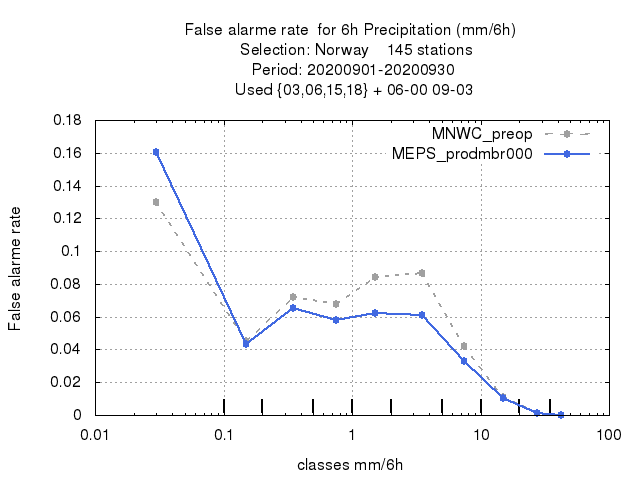 False alarme rate  for 6h Precipitation (mm/6h)
Selection: Norway    145 stations
Period: 20200901-20200930
Used {03,06,15,18} + 06-00 09-03
MNWC_preop
MEPS_prodmbr000
False alarme rate
0.18
0.16
0.14
0.12
0.1
0.08
0.06
0.04
0.02
0
0.01 0.1 1 10 100
classes mm/6h